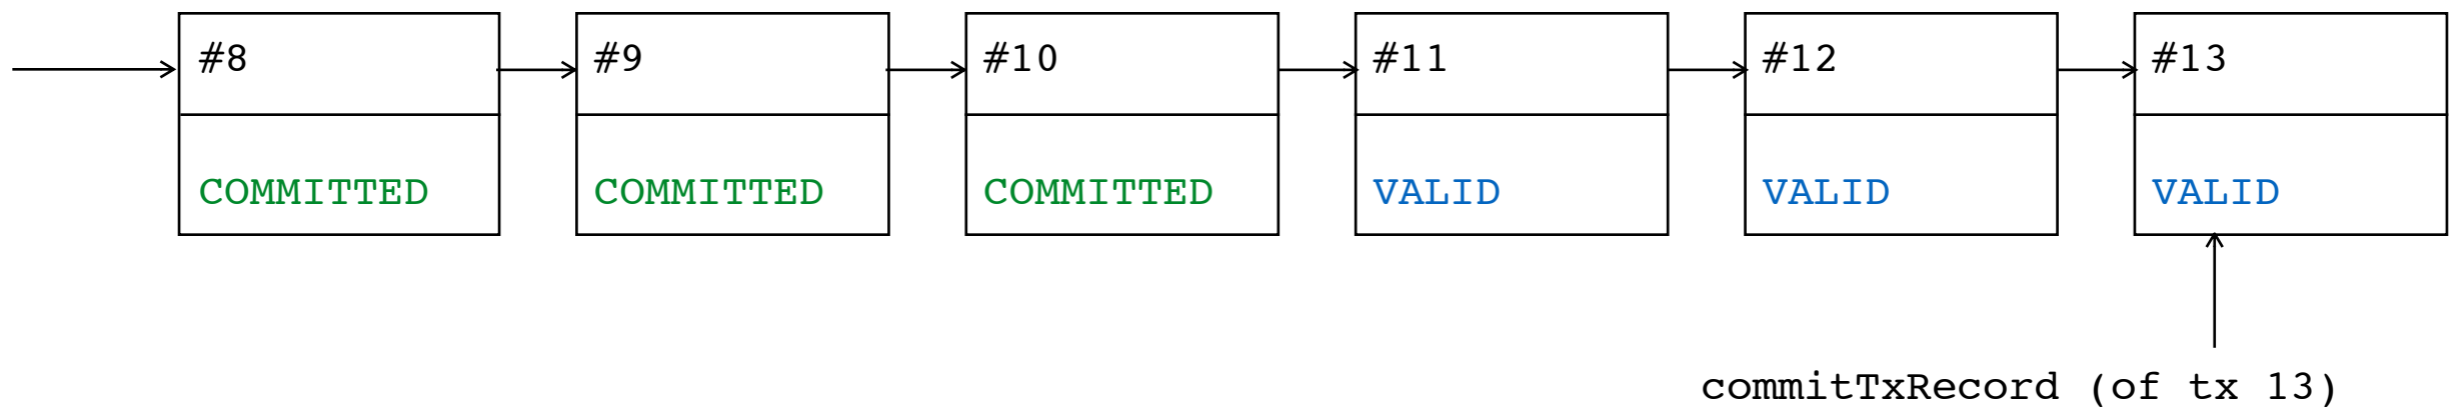 #8 #9 #10 #11 #12 #13
COMMITTED COMMITTED COMMITTED VALID VALID VALID
commitTxRecord (of tx 13)